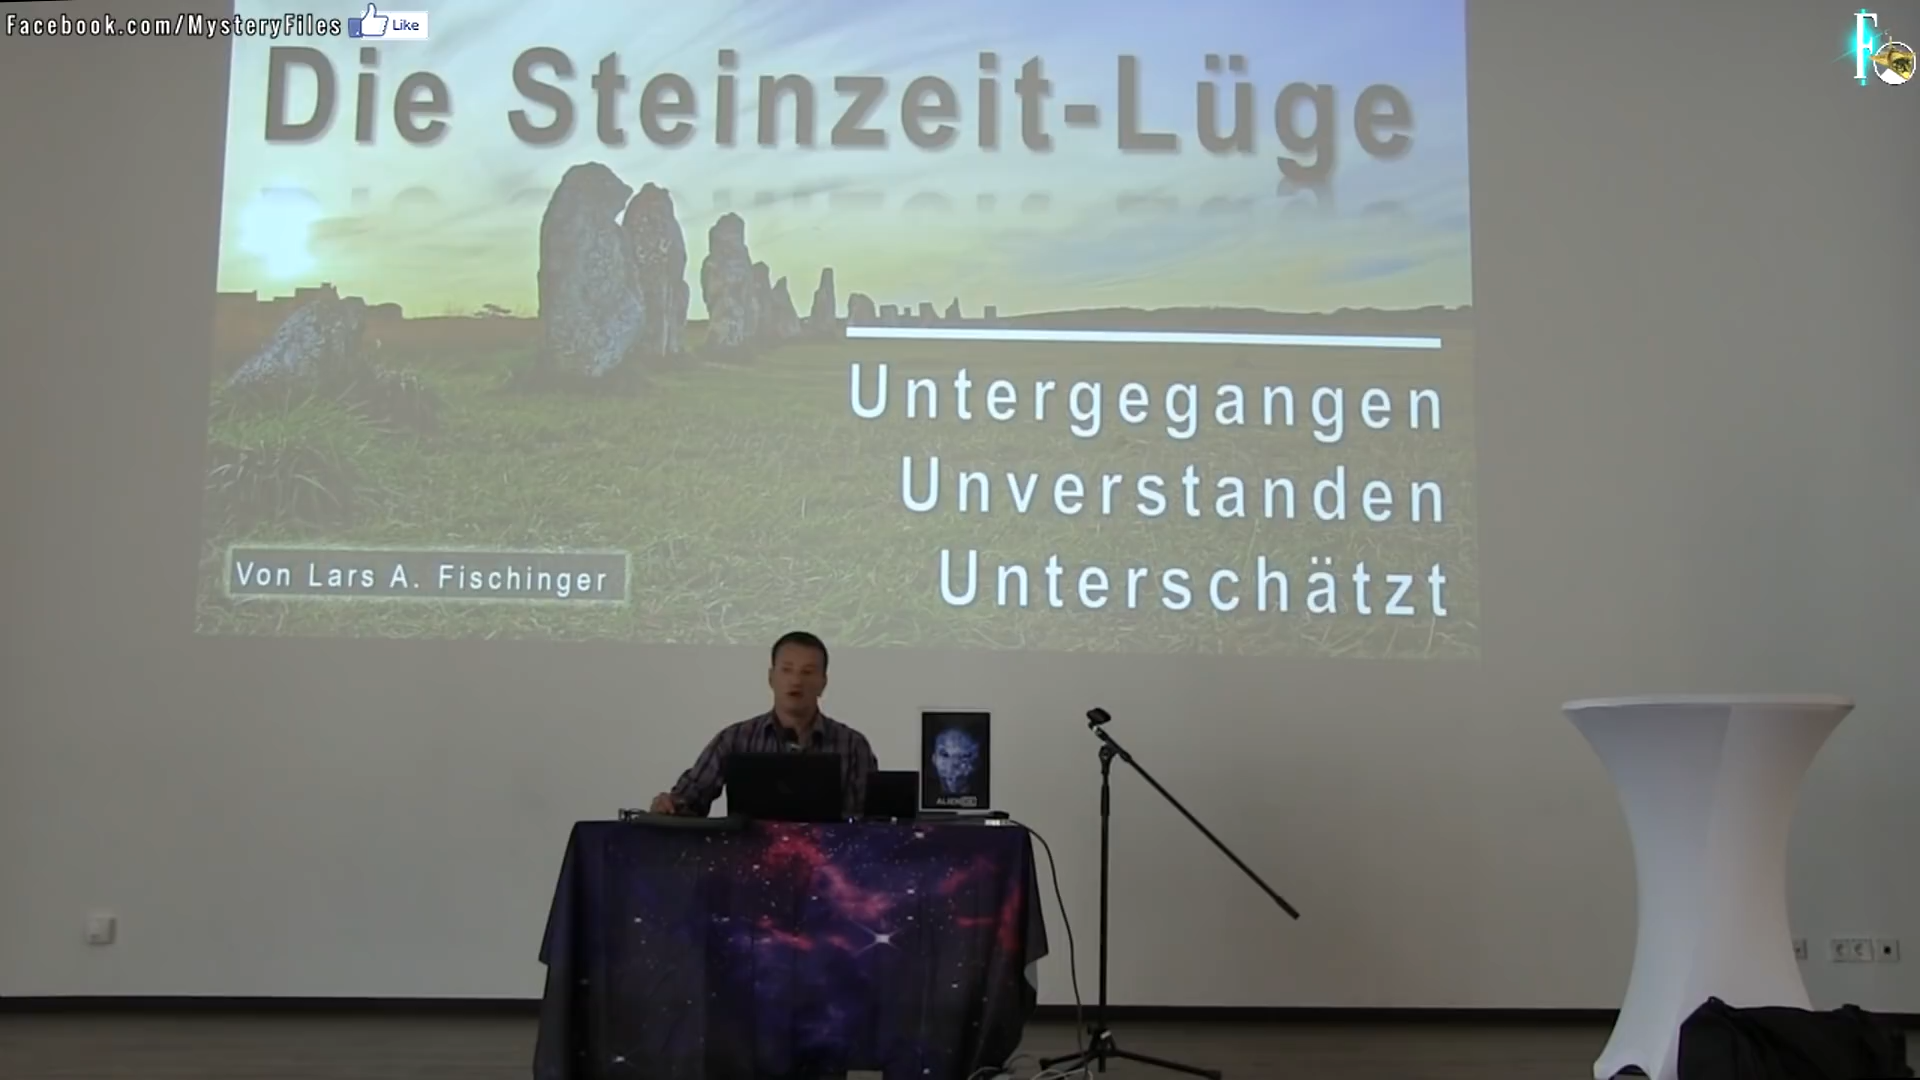 Facebook.com/MysteryFiles Like
F
Die Steinzeit-Lüge
Untergegangen
Unverstanden
Unterschätzt
Von Lars A. Fischinger